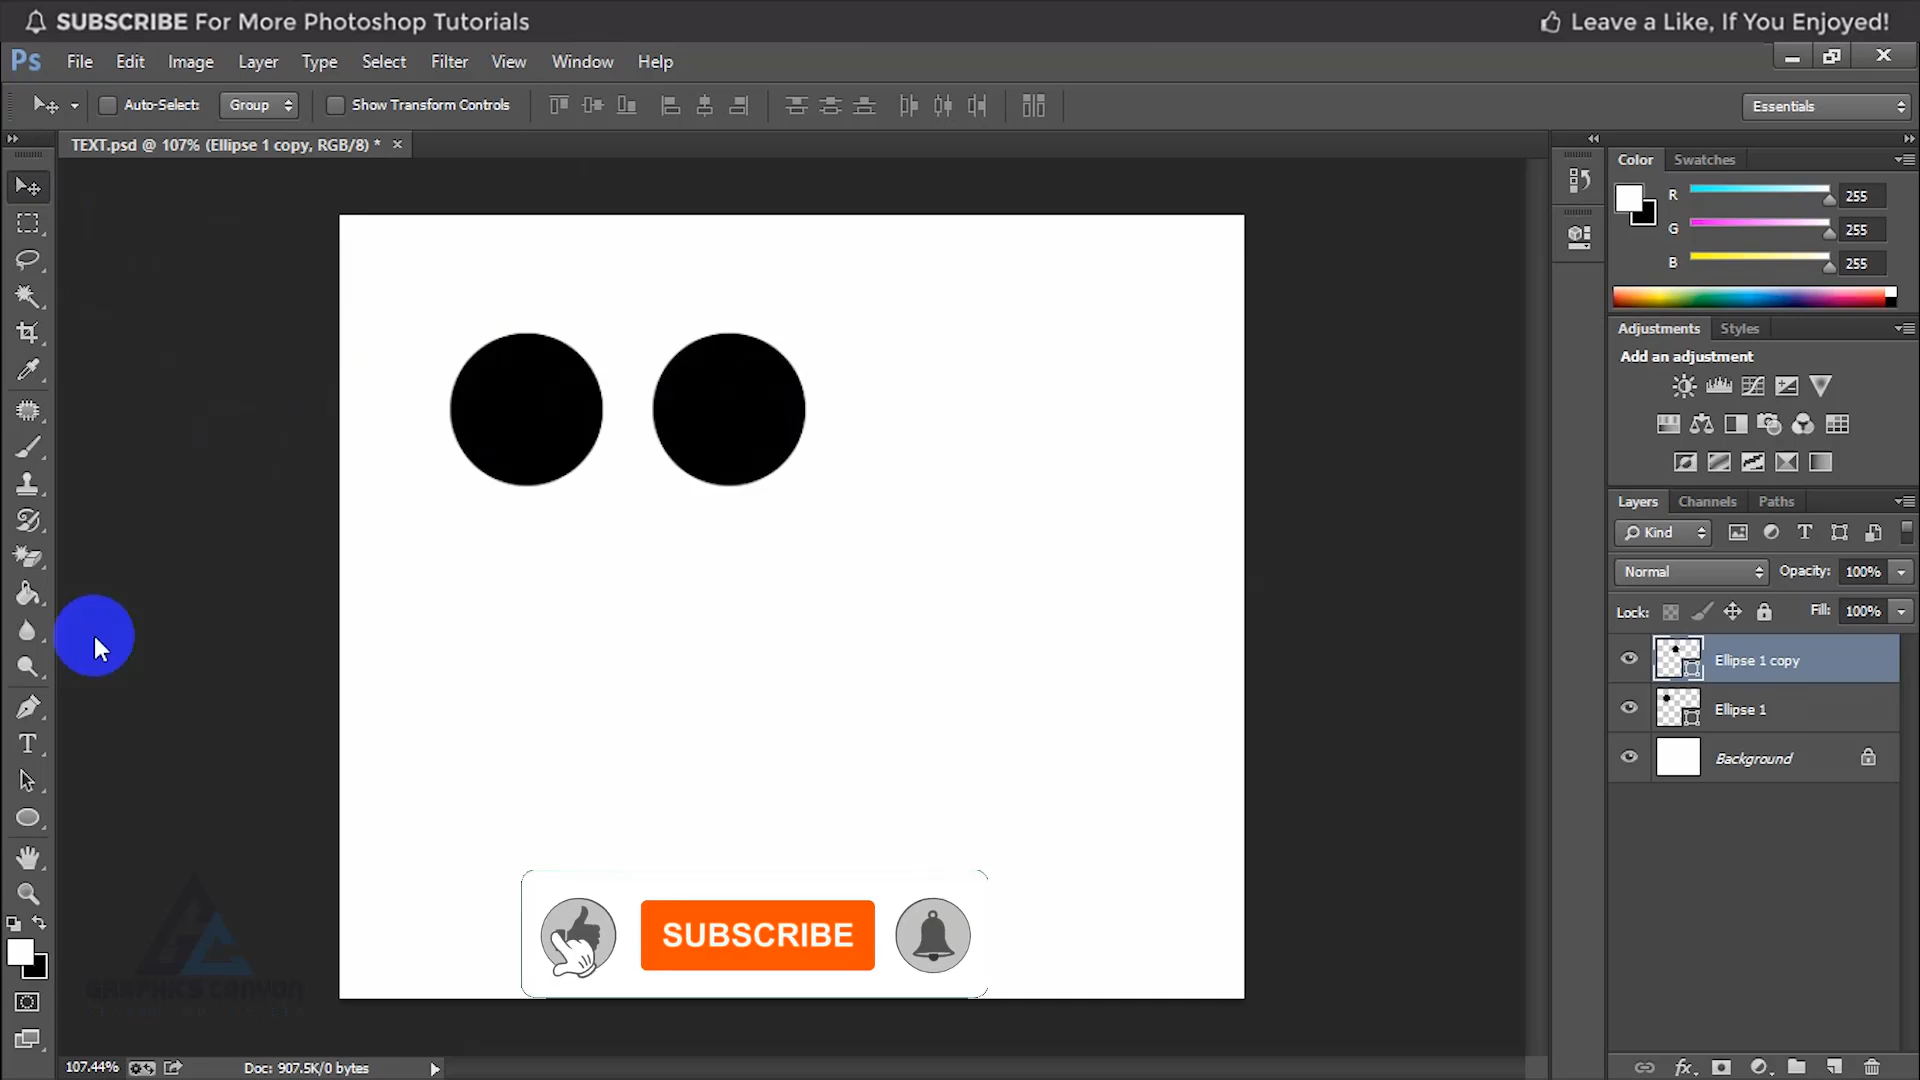 SUBSCRIBE For More Photoshop Tutorials
Leave a Like, If You Enjoyed!
Ps File Edit Image Layer Type Select Filter View Window Help
Auto-Select: Group Show Transform Controls
Essentials
TEXT.psd @ 107% (Ellipse 1 copy, RGB/8) * ×
Color Swatches
R 255
G 255
B 255
Adjustments Styles
Add an adjustment
Layers Channels Paths
Kind
Normal Opacity: 100%
Lock: Fill: 100%
Ellipse 1 copy
Ellipse 1
Background
SUBSCRIBE
GRAPHICS CANYON
107.44% Doc: 907.5K/0 bytes